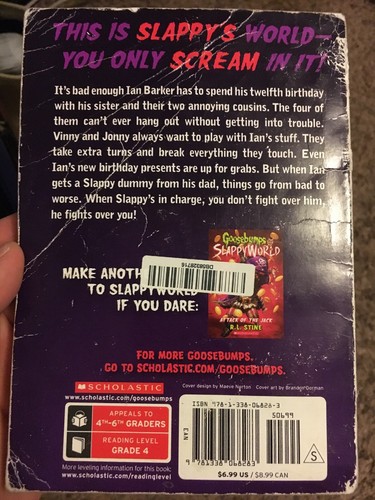 THIS IS SLAPPY'S WORLD—
YOU ONLY SCREAM IN IT!
It's bad enough Ian Barker has to spend his twelfth birthday
with his sister and their two annoying cousins. The four of
them can't ever hang out without getting into trouble.
Vinny and Jonny always want to play with Ian's stuff. They
take extra turns and break everything they touch. Even
Ian's new birthday presents are up for grabs. But when Ian
gets a Slappy dummy from his dad, things go from bad to
worse. When Slappy's in charge, you don't fight over him,
he fights over you!
MAKE ANOTH
TO SLAPPYWORLD
IF YOU DARE:
Goosebumps
SLAPPYWORLD
ATTACK OF THE JACK
R.L. STINE
FOR MORE GOOSEBUMPS,
GO TO SCHOLASTIC.COM/GOOSEBUMPS.
SCHOLASTIC
www.scholastic.com/goosebumps
Cover design by Maeve Norton Cover art by Brandon Dorman
APPEALS TO
4TH–6TH GRADERS
READING LEVEL
GRADE 4
More leveling information for this book:
www.scholastic.com/readinglevel
ISBN 978-1-338-06826-3
50699
EAN
9 781338 068283
$6.99 US / $8.99 CAN
S